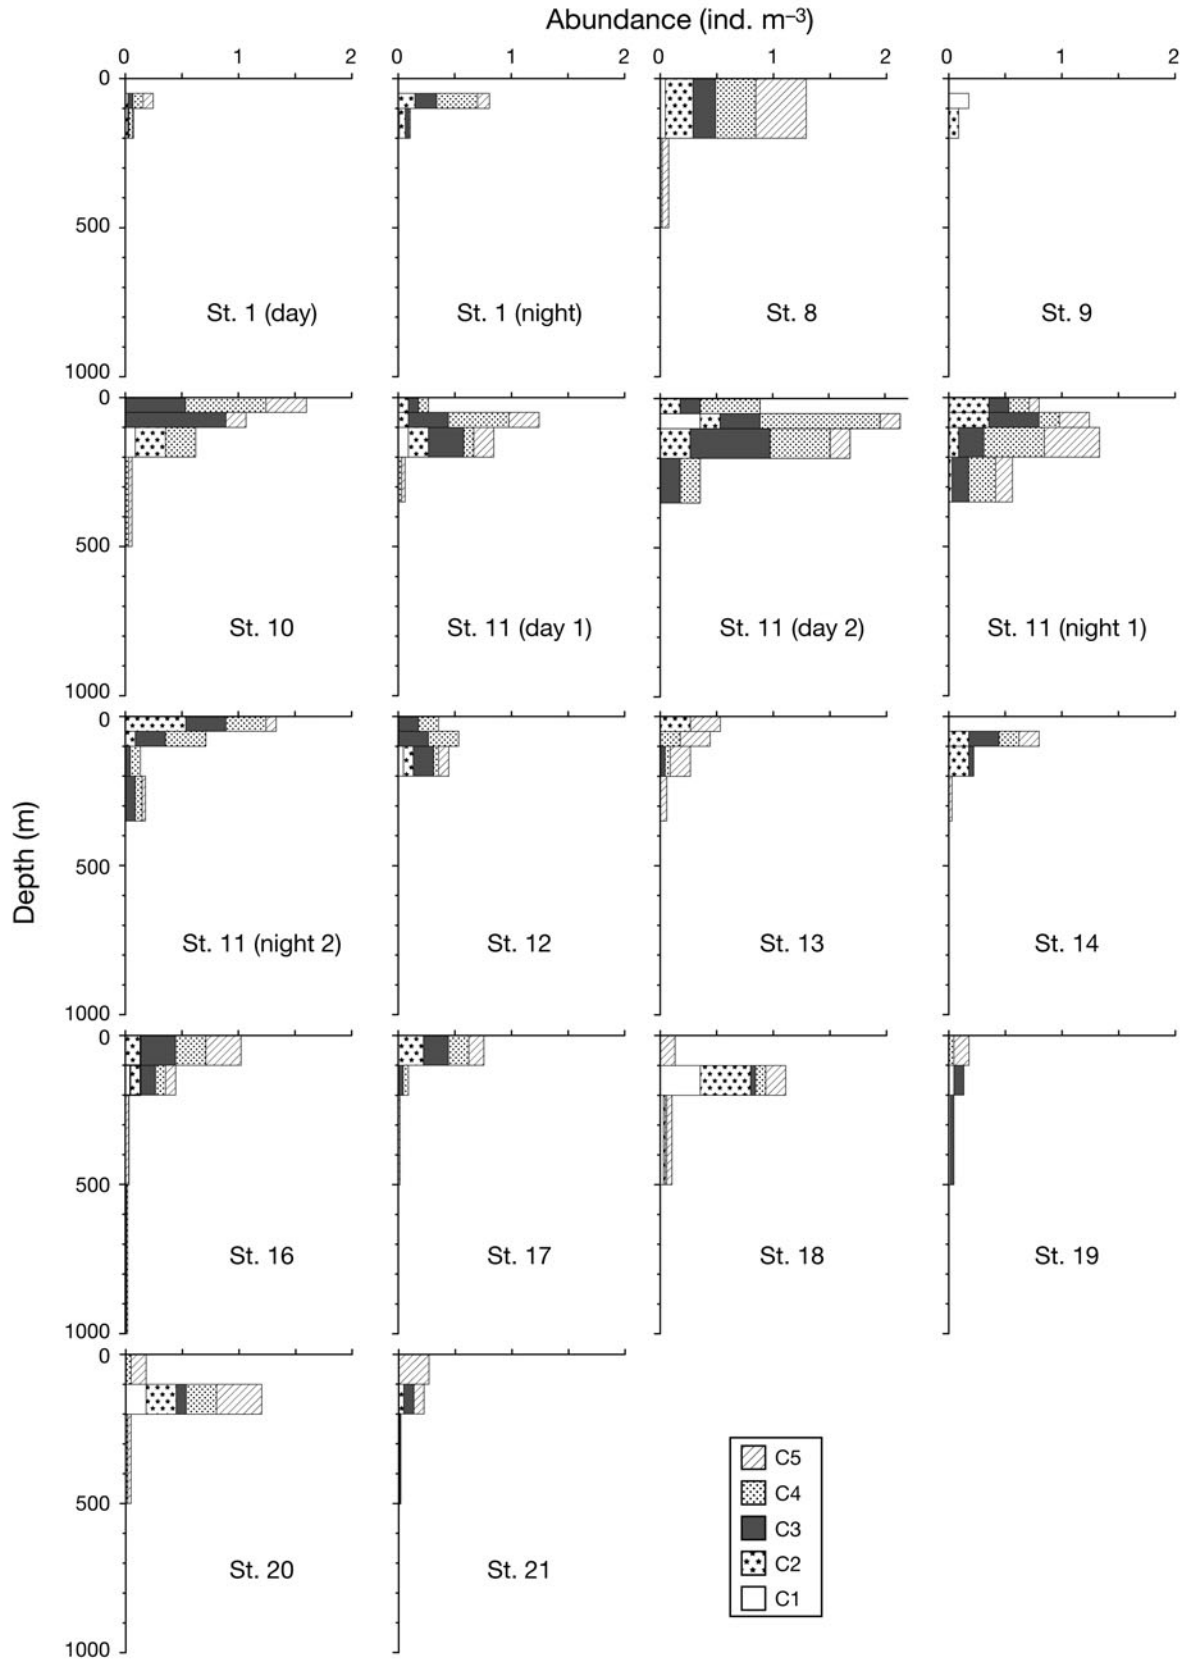 Abundance (ind. m–3)
0 1 2 0 1 2 0 1 2 0 1 2
0
500
1000
St. 1 (day) St. 1 (night) St. 8 St. 9
0
500
1000
St. 10 St. 11 (day 1) St. 11 (day 2) St. 11 (night 1)
Depth (m)
0
500
1000
St. 11 (night 2) St. 12 St. 13 St. 14
0
500
1000
St. 16 St. 17 St. 18 St. 19
0
500
1000
St. 20 St. 21
C5
C4
C3
C2
C1